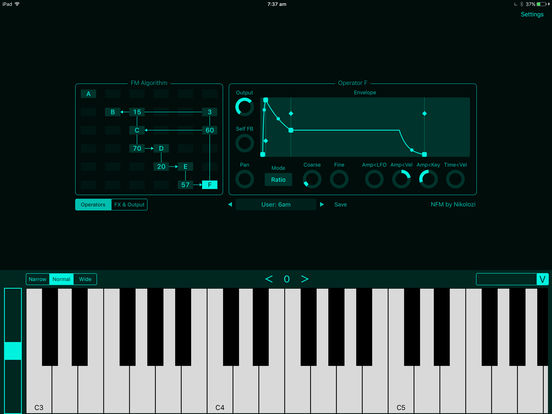 iPad 7:37 am 37%
Settings
FM Algorithm
Operator F
A
B 15 3
C 60
70 D
20 E
57 F
Output Envelope
Self FB
Pan Mode Coarse Fine Amp<LFO Amp<Vel Amp<Key Time<Vel
Ratio
Operators FX & Output
User: 6am Save NFM by Nikolozi
Narrow Normal Wide < 0 > V
C3 C4 C5